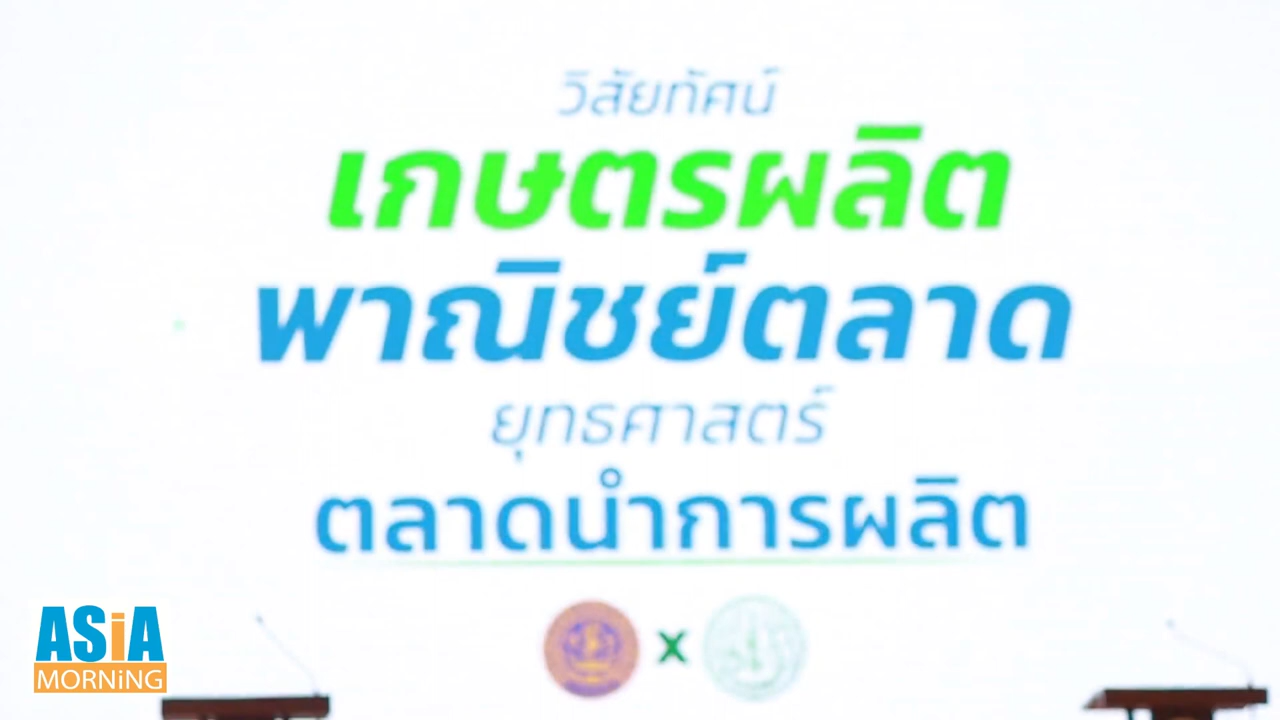 วิสัยทัศน์
เกษตรผลิต
พาณิชย์ตลาด
ยุทธศาสตร์
ตลาดนำการผลิต
x
ASiA
MORNiNG